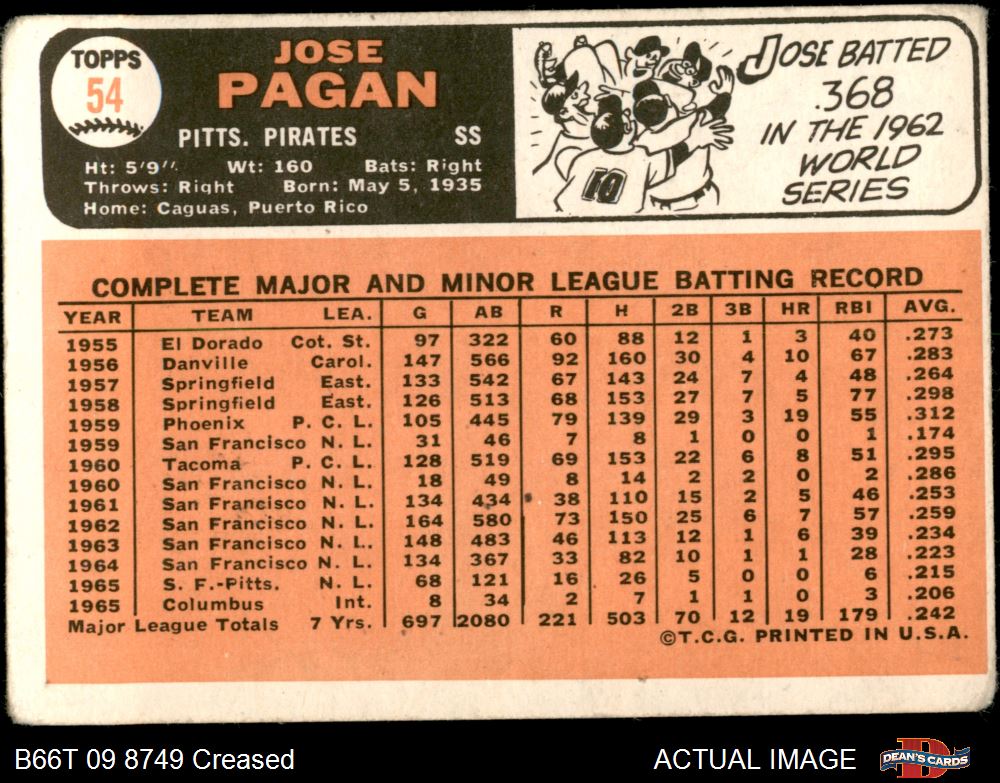 TOPPS
54
JOSE
PAGAN
PITTS. PIRATES SS
Ht: 5'9" Wt: 160 Bats: Right
Throws: Right Born: May 5, 1935
Home: Caguas, Puerto Rico
10
JOSE BATTED
.368
IN THE 1962
WORLD
SERIES
COMPLETE MAJOR AND MINOR LEAGUE BATTING RECORD
YEAR TEAM LEA. G AB R H 2B 3B HR RBI AVG.
1955 El Dorado Cot. St. 97 322 60 88 12 1 3 40 .273
1956 Danville Carol. 147 566 92 160 30 4 10 67 .283
1957 Springfield East. 133 542 67 143 24 7 4 48 .264
1958 Springfield East. 126 513 68 153 27 7 5 77 .298
1959 Phoenix P. C. L. 105 445 79 139 29 3 19 55 .312
1959 San Francisco N. L. 31 46 7 8 1 0 0 1 .174
1960 Tacoma P. C. L. 128 519 69 153 22 6 8 51 .295
1960 San Francisco N. L. 18 49 8 14 2 2 0 2 .286
1961 San Francisco N. L. 134 434 38 110 15 2 5 46 .253
1962 San Francisco N. L. 164 580 73 150 25 6 7 57 .259
1963 San Francisco N. L. 148 483 46 113 12 1 6 39 .234
1964 San Francisco N. L. 134 367 33 82 10 1 1 28 .223
1965 S. F.-Pitts. N. L. 68 121 16 26 5 0 0 6 .215
1965 Columbus Int. 8 34 2 7 1 1 0 3 .206
Major League Totals 7 Yrs. 697 2080 221 503 70 12 19 179 .242
©T.C.G. PRINTED IN U.S.A.
B66T 09 8749 Creased
ACTUAL IMAGE
D
DEAN'S CARDS